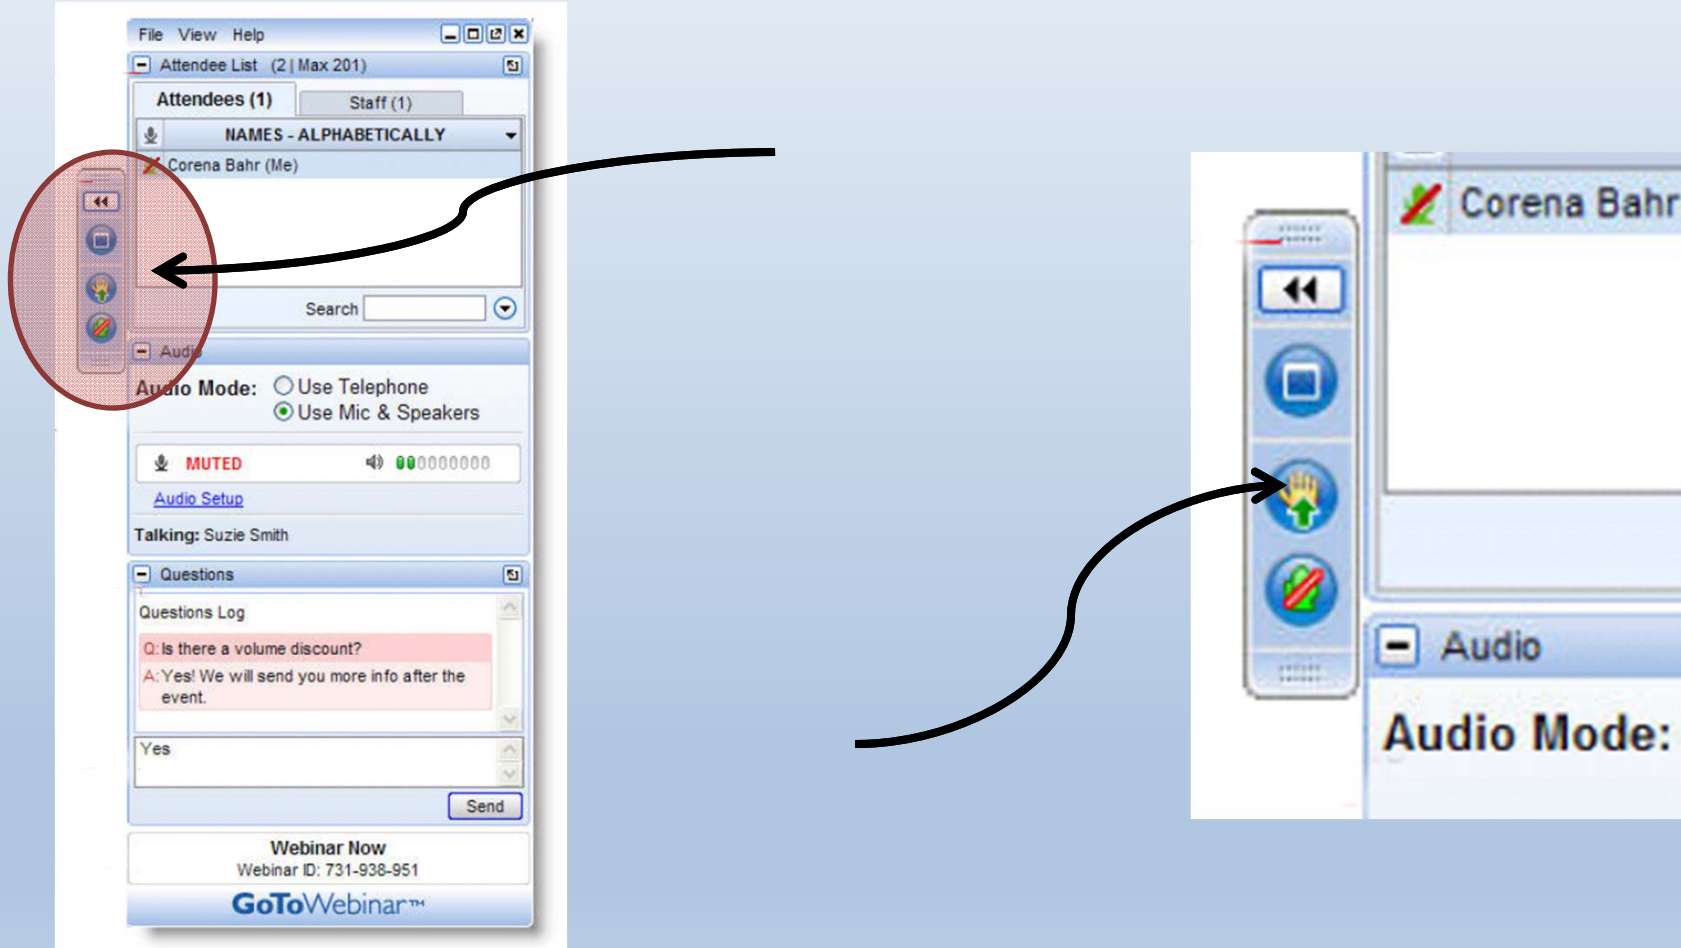 File View Help
Attendee List (2 | Max 201)
Attendees (1) Staff (1)
NAMES - ALPHABETICALLY
Corena Bahr (Me)
Search
Audio
Audio Mode: Use Telephone
Use Mic & Speakers
MUTED
Audio Setup
Talking: Suzie Smith
Questions
Questions Log
Q: Is there a volume discount?
A: Yes! We will send you more info after the
event.
Yes
Send
Webinar Now
Webinar ID: 731-938-951
GoToWebinar™
Corena Bahr
Audio
Audio Mode: